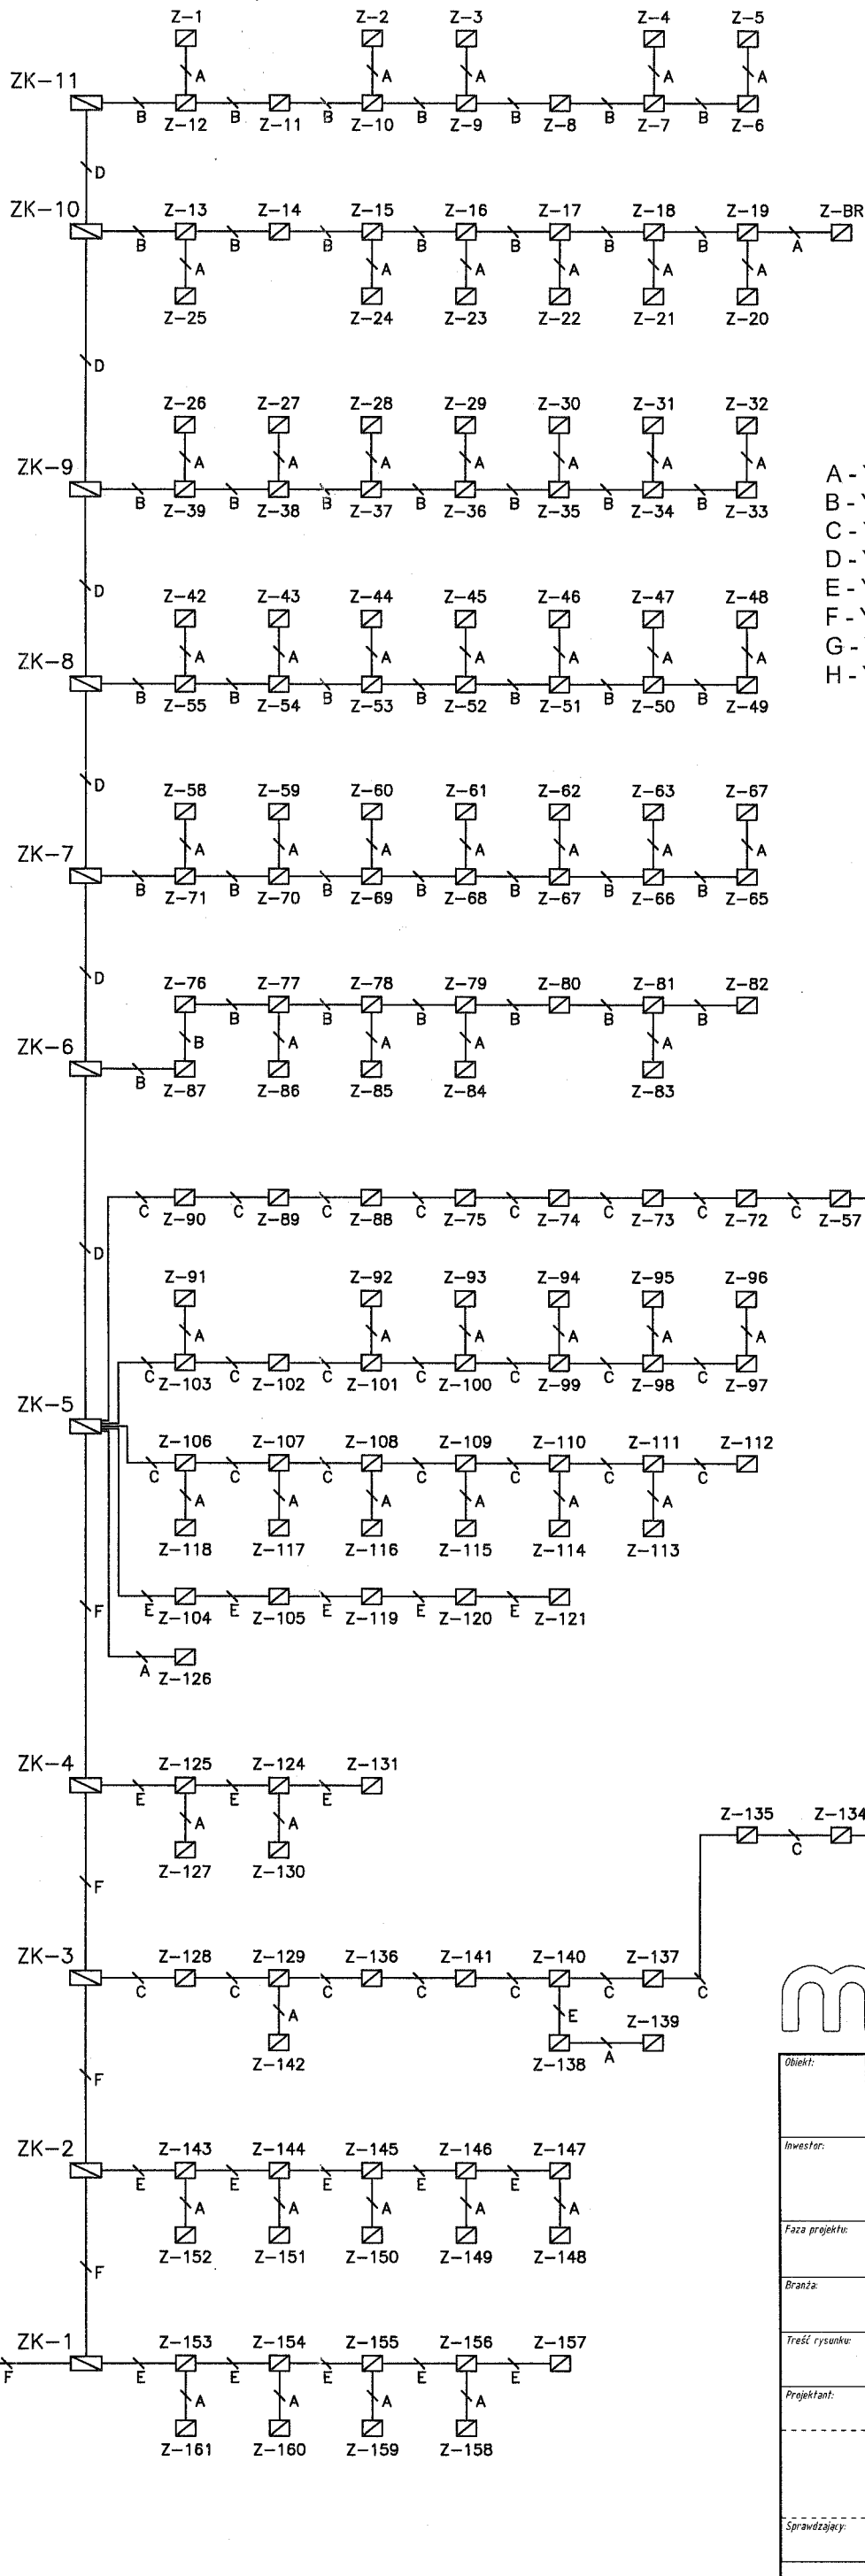 Z-1 Z-2 Z-3 Z-4 Z-5
A A A A A
ZK-11
B B B B B B B
Z-12 Z-11 Z-10 Z-9 Z-8 Z-7 Z-6
D
ZK-10 Z-13 Z-14 Z-15 Z-16 Z-17 Z-18 Z-19 Z-BR
B B B B B B B A
A A A A A A
Z-25 Z-24 Z-23 Z-22 Z-21 Z-20
D
Z-26 Z-27 Z-28 Z-29 Z-30 Z-31 Z-32
A A A A A A A
ZK-9
B B B B B B B
Z-39 Z-38 Z-37 Z-36 Z-35 Z-34 Z-33
A - Y
B - Y
C - Y
D - Y
E - Y
F - Y
G - Y
H - Y
D
Z-42 Z-43 Z-44 Z-45 Z-46 Z-47 Z-48
A A A A A A A
ZK-8
B B B B B B B
Z-55 Z-54 Z-53 Z-52 Z-51 Z-50 Z-49
D
Z-58 Z-59 Z-60 Z-61 Z-62 Z-63 Z-67
A A A A A A A
ZK-7
B B B B B B B
Z-71 Z-70 Z-69 Z-68 Z-67 Z-66 Z-65
D
Z-76 Z-77 Z-78 Z-79 Z-80 Z-81 Z-82
B B B B B B
B A A A A
ZK-6
B
Z-87 Z-86 Z-85 Z-84 Z-83
C C C C C C C C
Z-90 Z-89 Z-88 Z-75 Z-74 Z-73 Z-72 Z-57
D
Z-91 Z-92 Z-93 Z-94 Z-95 Z-96
A A A A A A
C C C C C C C
Z-103 Z-102 Z-101 Z-100 Z-99 Z-98 Z-97
ZK-5
Z-106 Z-107 Z-108 Z-109 Z-110 Z-111 Z-112
C C C C C C C
A A A A A A
Z-118 Z-117 Z-116 Z-115 Z-114 Z-113
F
E E E E E
Z-104 Z-105 Z-119 Z-120 Z-121
A
Z-126
ZK-4 Z-125 Z-124 Z-131
E E E
A A
Z-127 Z-130
Z-135 Z-134
C
F
ZK-3 Z-128 Z-129 Z-136 Z-141 Z-140 Z-137
C C C C C C C
A E
Z-139
A
Z-142 Z-138
F
ZK-2 Z-143 Z-144 Z-145 Z-146 Z-147
E E E E E
A A A A A
Z-152 Z-151 Z-150 Z-149 Z-148
F
ZK-1 Z-153 Z-154 Z-155 Z-156 Z-157
F E E E E E
A A A A
Z-161 Z-160 Z-159 Z-158
m
Obiekt:
Inwestor:
Faza projektu:
Branża:
Treść rysunku:
Projektant:
Sprawdzający: